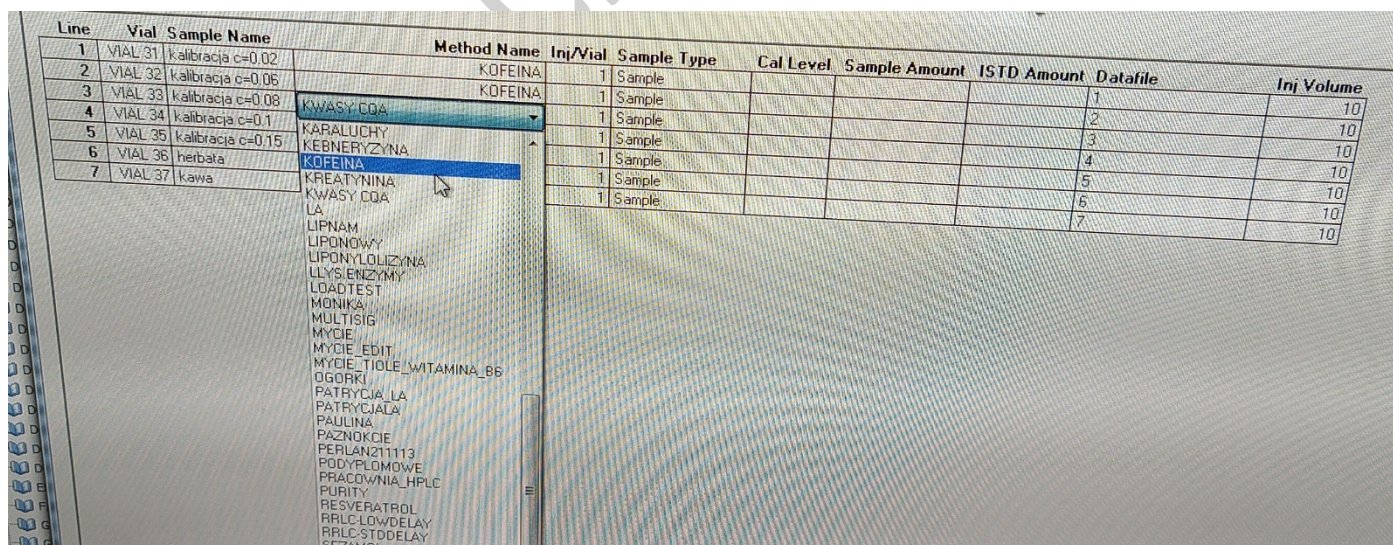 Line Vial Sample Name Method Name Inj/Vial Sample Type Cal Level Sample Amount ISTD Amount Datafile Inj Volume
1 VIAL 31 kalibracja c=0.02 KOFEINA 1 Sample 1 10
2 VIAL 32 kalibracja c=0.06 KOFEINA 1 Sample 2 10
3 VIAL 33 kalibracja c=0.08 KWASY CQA 1 Sample 3 10
4 VIAL 34 kalibracja c=0.1 1 Sample 4 10
5 VIAL 35 kalibracja c=0.15 1 Sample 5 10
6 VIAL 36 herbata 1 Sample 6 10
7 VIAL 37 kawa 1 Sample 7 10
KARALUCHY
KEBNERYZYNA
KOFEINA
KREATYNINA
KWASY CQA
LA
LIPNAM
LIPONOWY
LIPONYLOLIZYNA
LLYS.ENZYMY
LOADTEST
MONIKA
MULTISIG
MYCIE
MYCIE_EDIT
MYCIE_TIOLE_WITAMINA_B6
OGORKI
PATRYCJA_LA
PATRYCJALA
PAULINA
PAZNOKCIE
PERLAN211113
PODYPLOMOWE
PRACOWNIA_HPLC
PURITY
RESVERATROL
RRLC-LOWDELAY
RRLC-STDDELAY